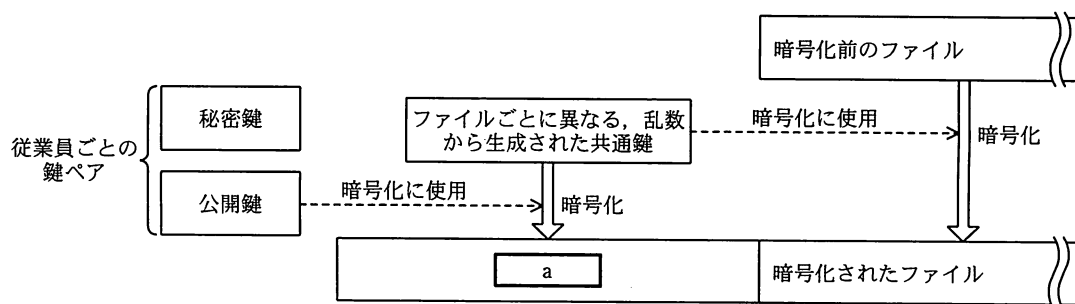 暗号化前のファイル
秘密鍵
従業員ごとの
鍵ペア
公開鍵
ファイルごとに異なる，乱数
から生成された共通鍵
暗号化に使用
暗号化
暗号化に使用
暗号化
a
暗号化されたファイル